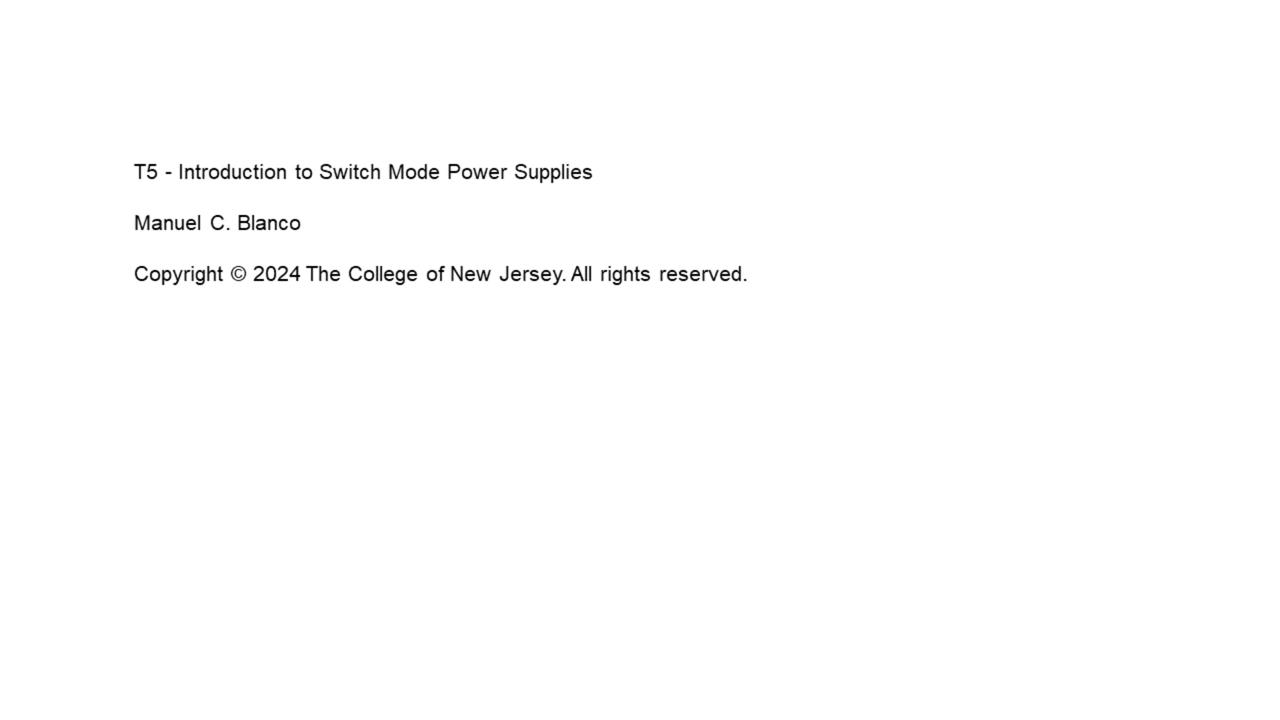 T5 - Introduction to Switch Mode Power Supplies
Manuel C. Blanco
Copyright © 2024 The College of New Jersey. All rights reserved.